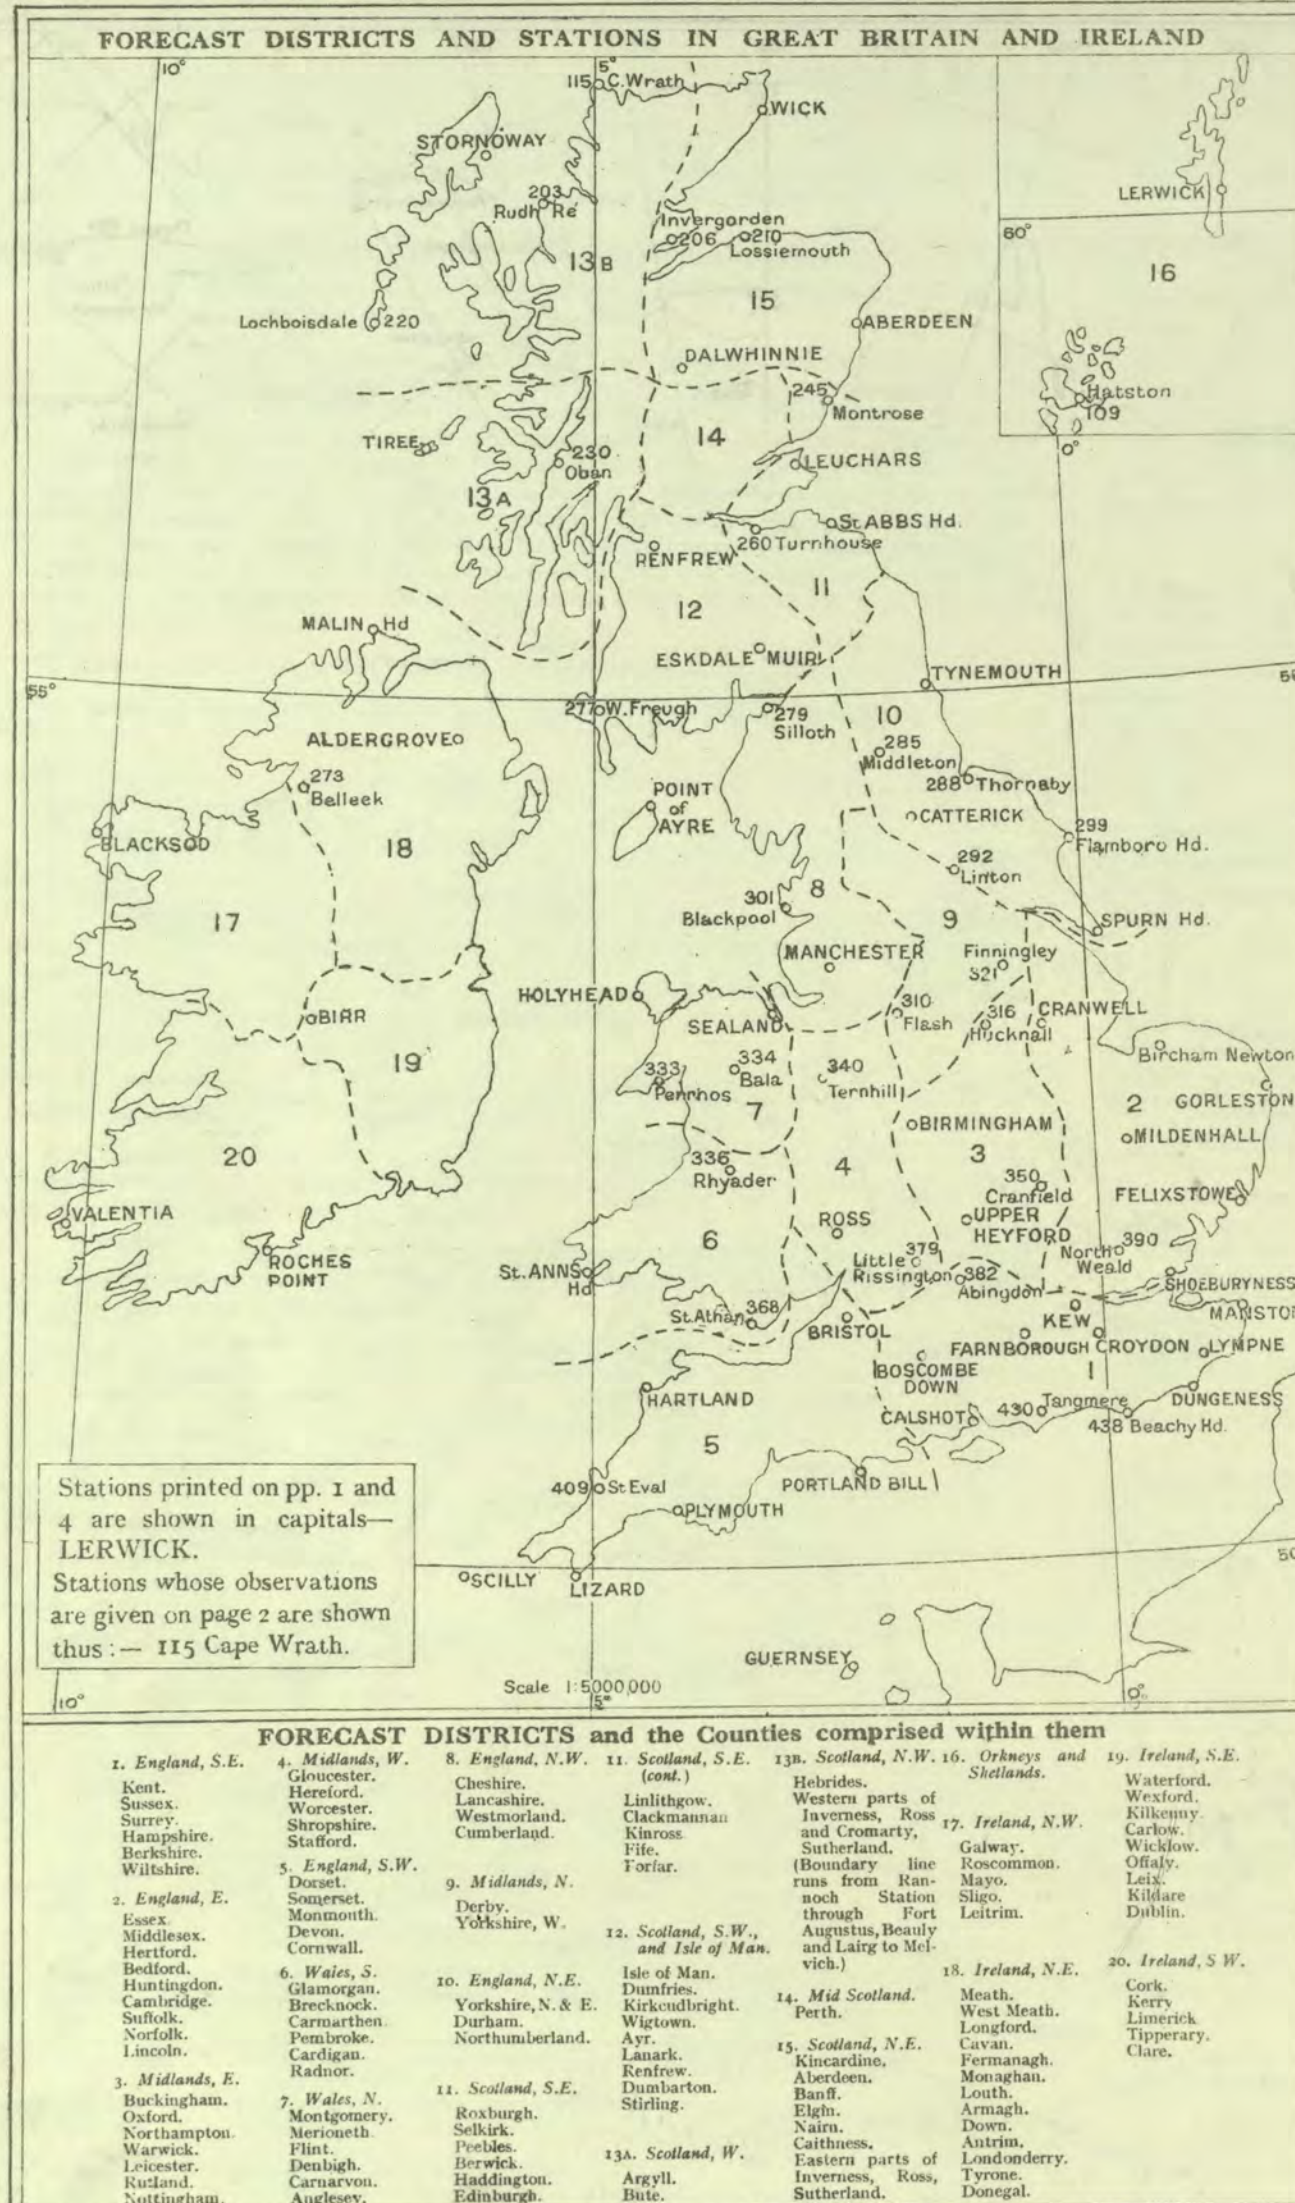 FORECAST DISTRICTS AND STATIONS IN GREAT BRITAIN AND IRELAND
10°
5°
115 C. Wrath
WICK
STORNOWAY
LERWICK
203
Rudh Re
Invergorden
206
210
Lossiemouth
60°
13B
16
15
Lochboisdale 220
ABERDEEN
DALWHINNIE
245
Montrose
Hatston
109
0°
14
TIREE
230
Oban
LEUCHARS
13A
St. ABBS Hd.
260 Turnhouse
RENFREW
11
12
MALIN Hd
ESKDALE MUIR
TYNEMOUTH
55°
277 W. Freugh
279
Silloth
10
ALDERGROVE
285
Middleton
273
Belleek
288 Thornaby
POINT
of
AYRE
CATTERICK
BLACKSOD
299
Flamboro Hd.
18
292
Linton
8
301
Blackpool
17
9
SPURN Hd.
MANCHESTER
Finningley
321
HOLYHEAD
310
Flash
316
Hucknall
CRANWELL
BIRR
SEALAND
Bircham Newton
19
333
Penrhos
334
Bala
340
Ternhill
7
2
GORLESTON
BIRMINGHAM
MILDENHALL
20
336
Rhyader
4
3
350
Cranfield
FELIXSTOWE
VALENTIA
ROSS
UPPER
HEYFORD
6
ROCHES
POINT
North
Weald
390
St. ANNS
Hd
Little
Rissington
379
382
Abingdon
SHOEBURYNESS
St. Athan 368
BRISTOL
KEW
MANSTON
FARNBOROUGH
CROYDON
LYMPNE
BOSCOMBE
DOWN
1
HARTLAND
CALSHOT
430 Tangmere
DUNGENESS
438 Beachy Hd.
5
409 St Eval
PORTLAND BILL
PLYMOUTH
Stations printed on pp. 1 and
4 are shown in capitals—
LERWICK.
Stations whose observations
are given on page 2 are shown
thus :— 115 Cape Wrath.
50
SCILLY
LIZARD
GUERNSEY
Scale 1:5000,000
10°
5°
0°
FORECAST DISTRICTS and the Counties comprised within them
1. England, S.E.
Kent.
Sussex.
Surrey.
Hampshire.
Berkshire.
Wiltshire.
2. England, E.
Essex
Middlesex.
Hertford.
Bedford.
Huntingdon.
Cambridge.
Suffolk.
Norfolk.
Lincoln.
3. Midlands, E.
Buckingham.
Oxford.
Northampton.
Warwick.
Leicester.
Rutland.
Nottingham.
4. Midlands, W.
Gloucester.
Hereford.
Worcester.
Shropshire.
Stafford.
5. England, S.W.
Dorset.
Somerset.
Monmouth.
Devon.
Cornwall.
6. Wales, S.
Glamorgan.
Brecknock.
Carmarthen
Pembroke.
Cardigan.
Radnor.
7. Wales, N.
Montgomery.
Merioneth
Flint.
Denbigh.
Carnarvon.
Anglesey.
8. England, N.W.
Cheshire.
Lancashire.
Westmorland.
Cumberland.
9. Midlands, N.
Derby.
Yorkshire, W.
10. England, N.E.
Yorkshire, N. & E.
Durham.
Northumberland.
11. Scotland, S.E.
Roxburgh.
Selkirk.
Peebles.
Berwick.
Haddington.
Edinburgh.
11. Scotland, S.E.
(cont.)
Linlithgow.
Clackmannan
Kinross
Fife.
Forfar.
12. Scotland, S.W.,
and Isle of Man.
Isle of Man.
Dumfries.
Kirkcudbright.
Wigtown.
Ayr.
Lanark.
Renfrew.
Dumbarton.
Stirling.
13A. Scotland, W.
Argyll.
Bute.
13B. Scotland, N.W.
Hebrides.
Western parts of
Inverness, Ross
and Cromarty,
Sutherland.
(Boundary line
runs from Ran-
noch Station
through Fort
Augustus, Beauly
and Lairg to Mel-
vich.)
14. Mid Scotland.
Perth.
15. Scotland, N.E.
Kincardine.
Aberdeen.
Banff.
Elgin.
Nairn.
Caithness.
Eastern parts of
Inverness, Ross,
Sutherland.
16. Orkneys and
Shetlands.
17. Ireland, N.W.
Galway.
Roscommon.
Mayo.
Sligo.
Leitrim.
18. Ireland, N.E.
Meath.
West Meath.
Longford.
Cavan.
Fermanagh.
Monaghan.
Louth.
Armagh.
Down.
Antrim.
Londonderry.
Tyrone.
Donegal.
19. Ireland, S.E.
Waterford.
Wexford.
Kilkenny.
Carlow.
Wicklow.
Offaly.
Leix.
Kildare
Dublin.
20. Ireland, S W.
Cork.
Kerry
Limerick
Tipperary.
Clare.